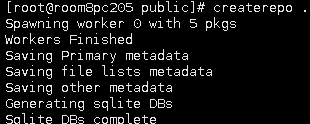 [root@room8pc205 public]# createrepo .
Spawning worker 0 with 5 pkgs
Workers Finished
Saving Primary metadata
Saving file lists metadata
Saving other metadata
Generating sqlite DBs
Sqlite DBs complete